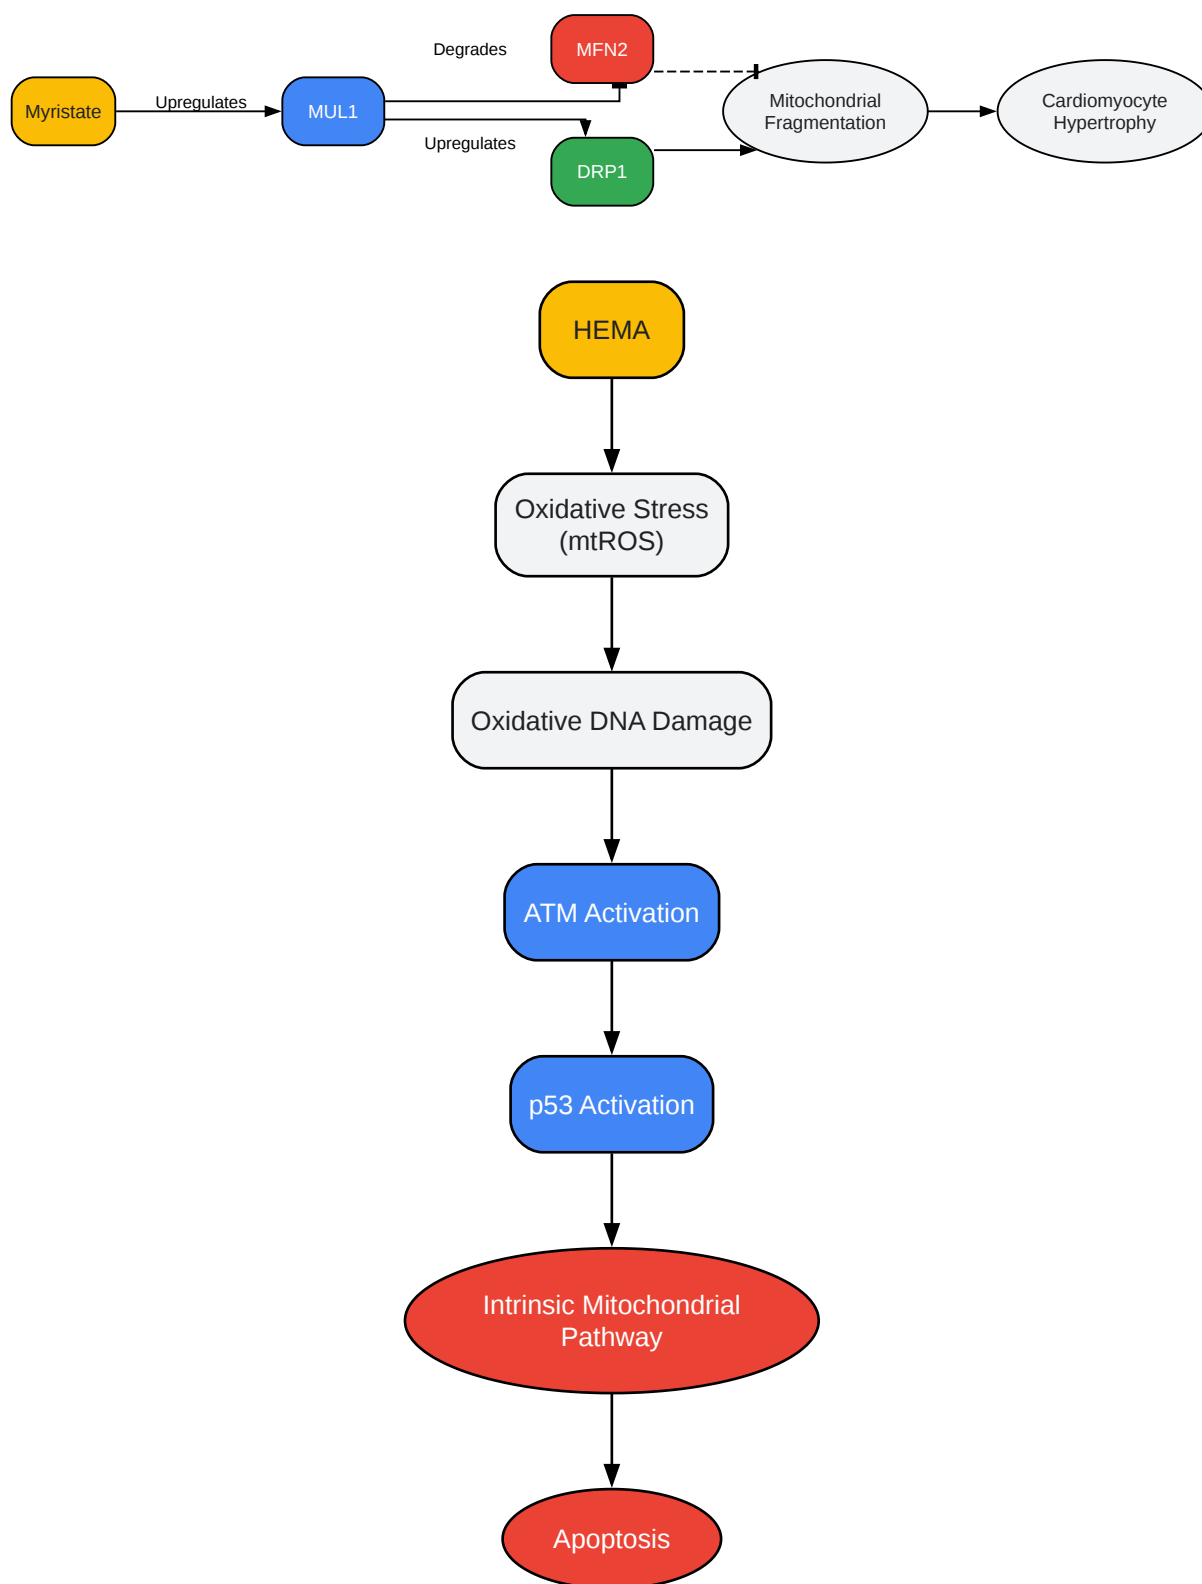 Degrades
MFN2
Myristate
Upregulates
MUL1
Mitochondrial
Fragmentation
Cardiomyocyte
Hypertrophy
Upregulates
DRP1
HEMA
Oxidative Stress
(mtROS)
Oxidative DNA Damage
ATM Activation
p53 Activation
Intrinsic Mitochondrial
Pathway
Apoptosis